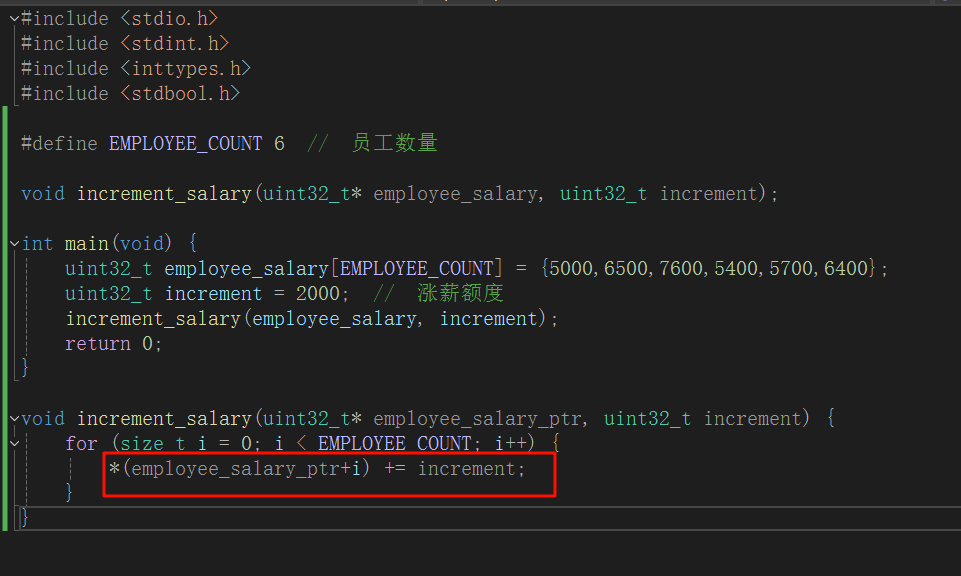 #include <stdio.h>
#include <stdint.h>
#include <inttypes.h>
#include <stdbool.h>
#define EMPLOYEE_COUNT 6  //  员工数量
void increment_salary(uint32_t* employee_salary, uint32_t increment);
int main(void) {
    uint32_t employee_salary[EMPLOYEE_COUNT] = {5000,6500,7600,5400,5700,6400};
    uint32_t increment = 2000;  //  涨薪额度
    increment_salary(employee_salary, increment);
    return 0;
}
void increment_salary(uint32_t* employee_salary_ptr, uint32_t increment) {
    for (size_t i = 0; i < EMPLOYEE_COUNT; i++) {
        *(employee_salary_ptr+i) += increment;
    }
}